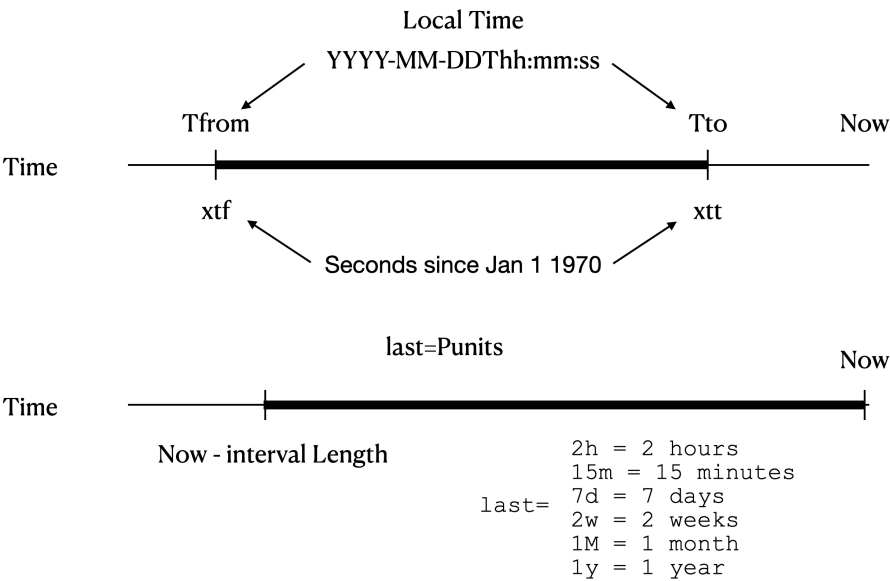 Local Time
YYYY-MM-DDThh:mm:ss
Tfrom Tto Now
Time
xtf xtt
Seconds since Jan 1 1970
last=Punits
Now
Time
Now - interval Length
2h = 2 hours
15m = 15 minutes
last= 7d = 7 days
2w = 2 weeks
1M = 1 month
1y = 1 year